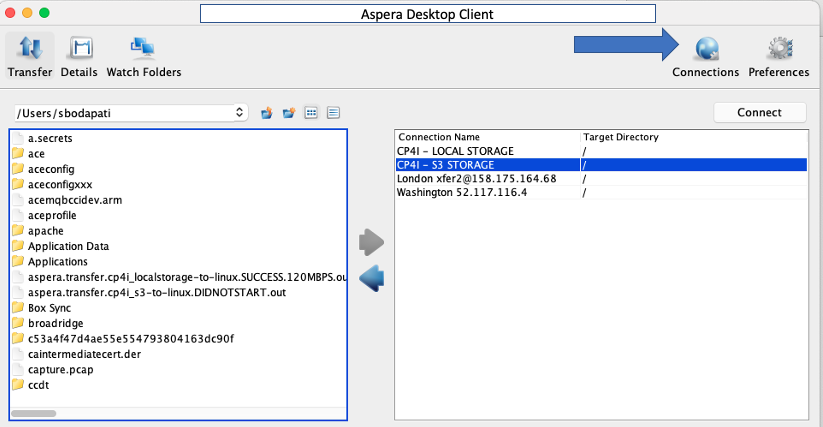 Aspera Desktop Client
Transfer Details Watch Folders Connections Preferences
/Users/sbodapati
Connect
a.secrets
ace
aceconfig
aceconfigxxx
acemqbccidev.arm
aceprofile
apache
Application Data
Applications
aspera.transfer.cp4i_localstorage-to-linux.SUCCESS.120MBPS.ou
aspera.transfer.cp4i_s3-to-linux.DIDNOTSTART.out
Box Sync
broadridge
c53a4f47d4ae55e554793804163dc90f
caintermediatecert.der
capture.pcap
ccdt
Connection Name Target Directory
CP4I - LOCAL STORAGE /
CP4I - S3 STORAGE /
London xfer2@158.175.164.68 /
Washington 52.117.116.4 /